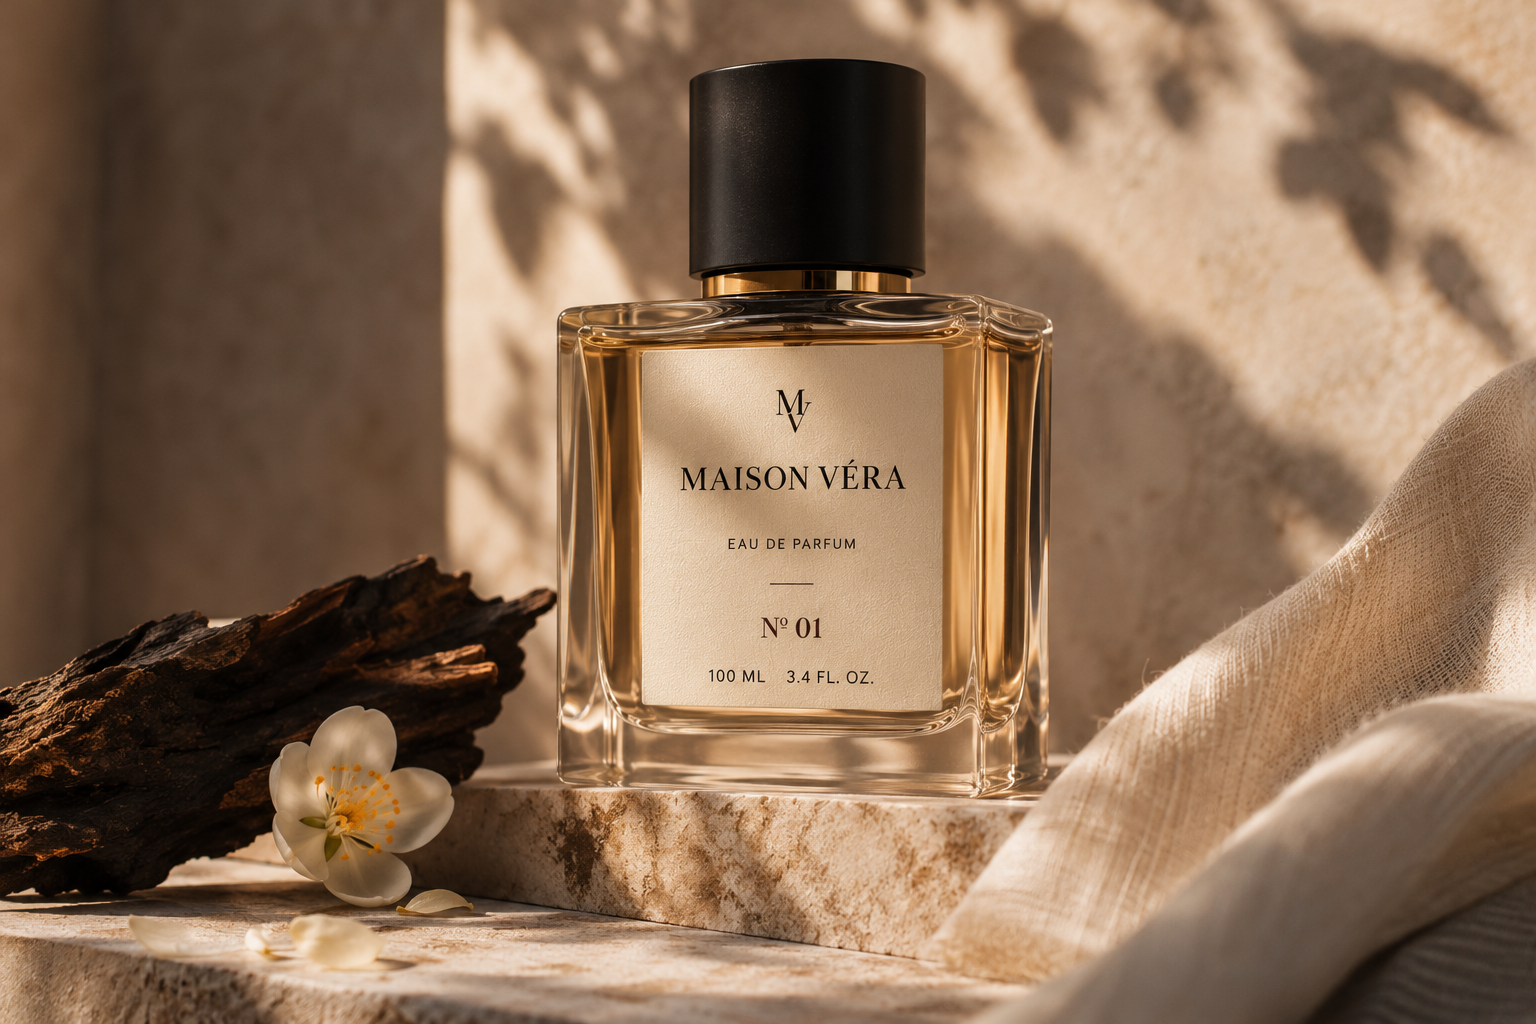 MV
MAISON VÉRA
EAU DE PARFUM
Nº 01
100 ML 3.4 FL. OZ.